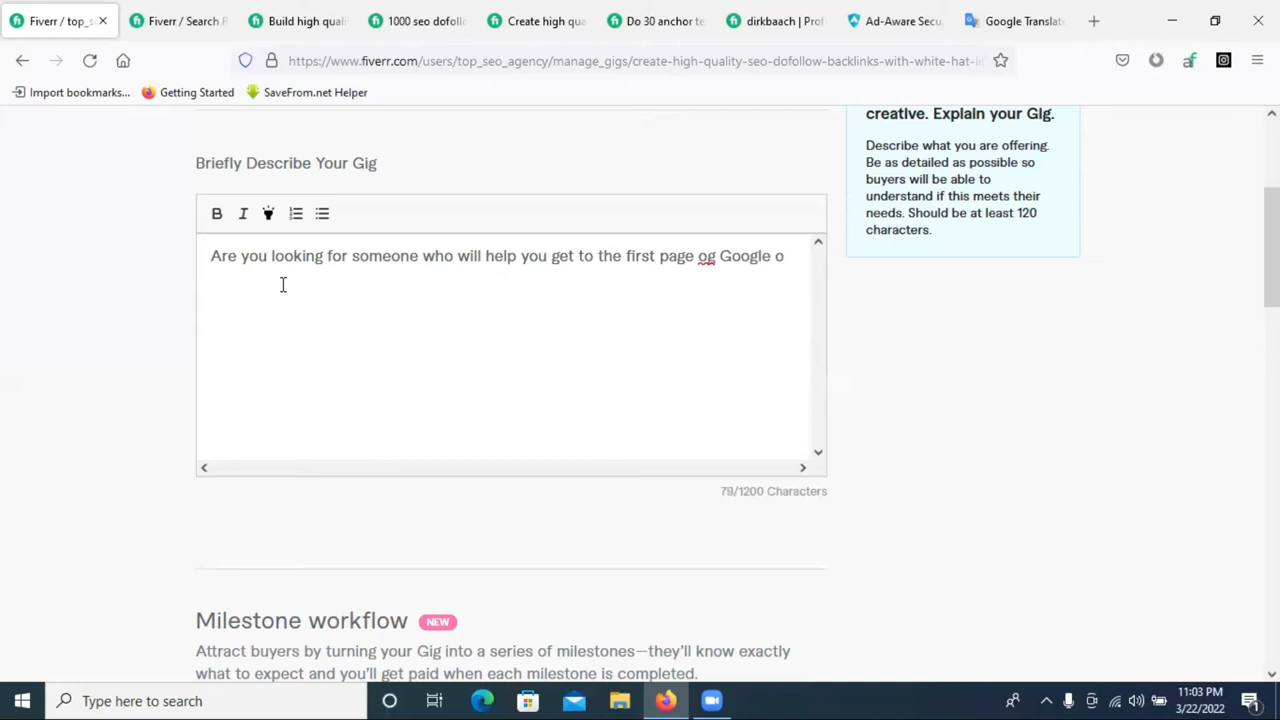 Fiverr / top_s
Fiverr / Search R
Build high quali
1000 seo dofollo
Create high qua
Do 30 anchor te
dirkbaach | Prof
Ad-Aware Secu
Google Translate
https://www.fiverr.com/users/top_seo_agency/manage_gigs/create-high-quality-seo-dofollow-backlinks-with-white-hat-li
Import bookmarks...
Getting Started
SaveFrom.net Helper
creative. Explain your Gig.
Describe what you are offering.
Be as detailed as possible so
buyers will be able to
understand if this meets their
needs. Should be at least 120
characters.
Briefly Describe Your Gig
B I
Are you looking for someone who will help you get to the first page og Google o
79/1200 Characters
Milestone workflow NEW
Attract buyers by turning your Gig into a series of milestones—they'll know exactly
what to expect and you'll get paid when each milestone is completed.
Type here to search
11:03 PM
3/22/2022
1